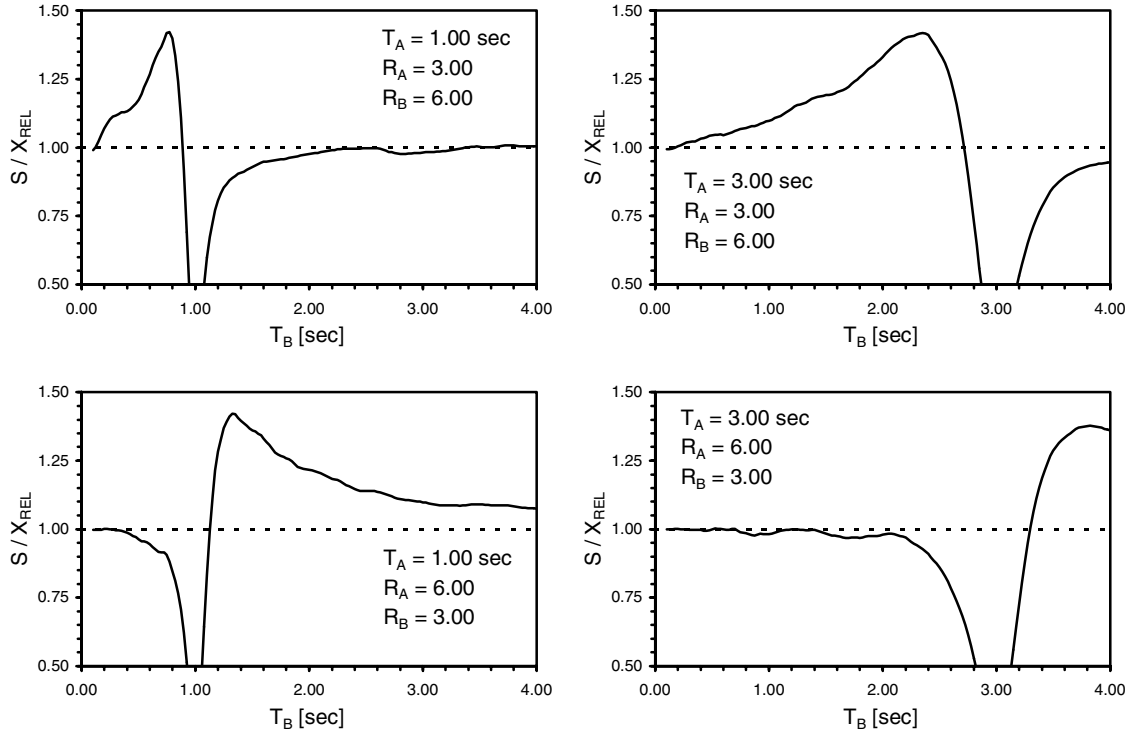 1.50
1.25
1.00
0.75
0.50
S / X_REL
T_A = 1.00 sec
R_A = 3.00
R_B = 6.00
0.00 1.00 2.00 3.00 4.00
T_B [sec]
1.50
1.25
1.00
0.75
0.50
S / X_REL
T_A = 3.00 sec
R_A = 3.00
R_B = 6.00
0.00 1.00 2.00 3.00 4.00
T_B [sec]
1.50
1.25
1.00
0.75
0.50
S / X_REL
T_A = 1.00 sec
R_A = 6.00
R_B = 3.00
0.00 1.00 2.00 3.00 4.00
T_B [sec]
1.50
1.25
1.00
0.75
0.50
S / X_REL
T_A = 3.00 sec
R_A = 6.00
R_B = 3.00
0.00 1.00 2.00 3.00 4.00
T_B [sec]